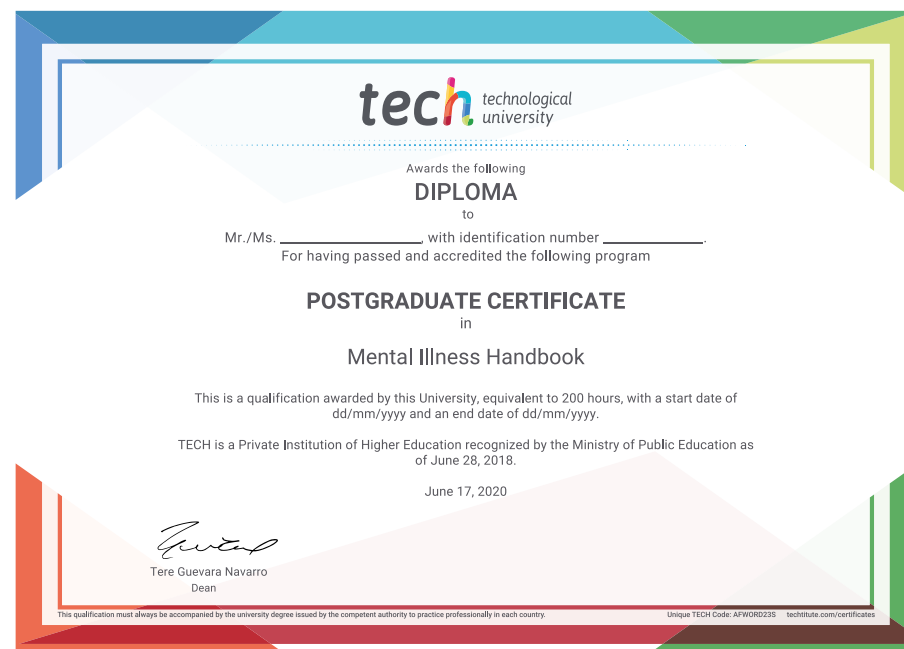 tech technological
university
Awards the following
DIPLOMA
to
Mr./Ms. ____________________, with identification number ______________.
For having passed and accredited the following program
POSTGRADUATE CERTIFICATE
in
Mental Illness Handbook
This is a qualification awarded by this University, equivalent to 200 hours, with a start date of
dd/mm/yyyy and an end date of dd/mm/yyyy.
TECH is a Private Institution of Higher Education recognized by the Ministry of Public Education as
of June 28, 2018.
June 17, 2020
Tere Guevara Navarro
Dean
This qualification must always be accompanied by the university degree issued by the competent authority to practice professionally in each country. Unique TECH Code: AFWORD23S techtitute.com/certificates